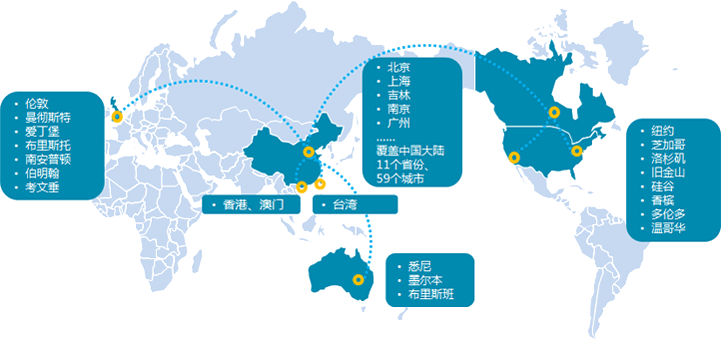 • 伦敦
• 曼彻斯特
• 爱丁堡
• 布里斯托
• 南安普顿
• 伯明翰
• 考文垂
• 北京
• 上海
• 吉林
• 南京
• 广州
......
覆盖中国大陆
11个省份、
59个城市
• 香港、澳门
• 台湾
• 悉尼
• 墨尔本
• 布里斯班
• 纽约
• 芝加哥
• 洛杉矶
• 旧金山
• 硅谷
• 香槟
• 多伦多
• 温哥华